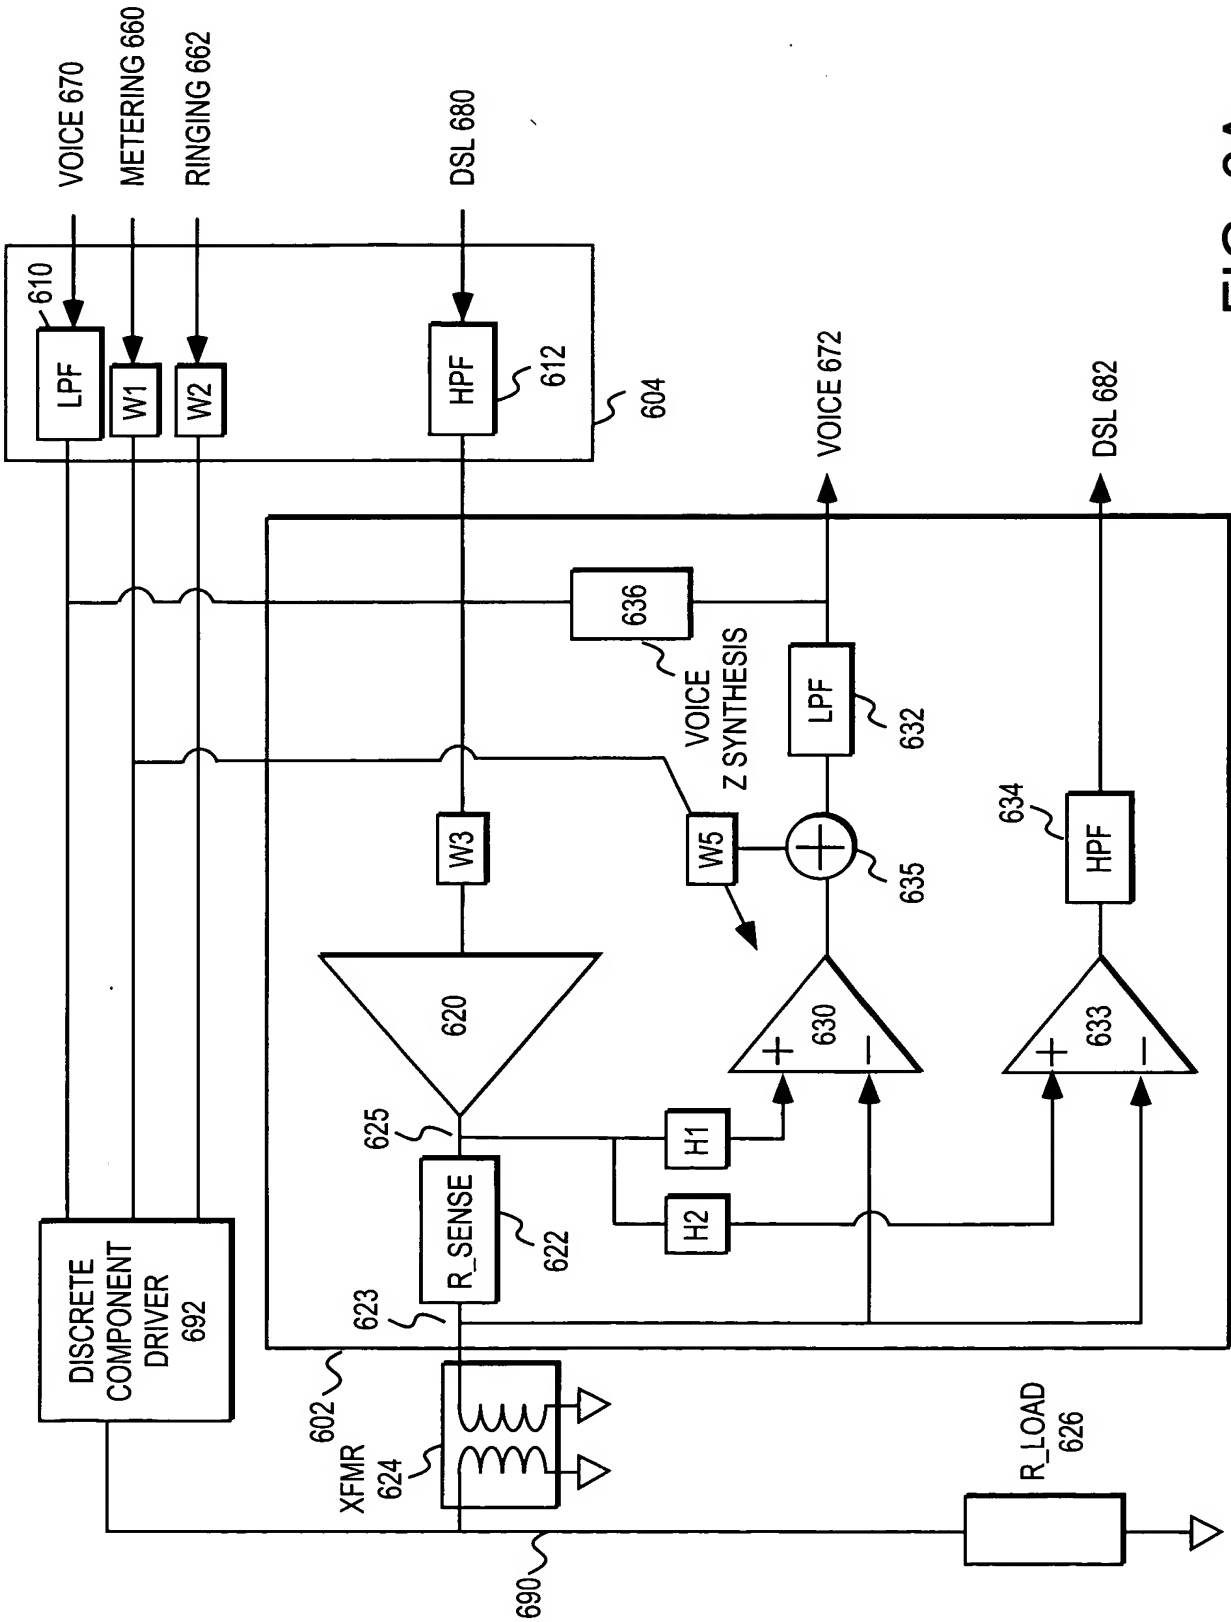 DISCRETE
COMPONENT
DRIVER
692
610
LPF
VOICE 670
W1
METERING 660
W2
RINGING 662
602
XFMR
624
623
R_SENSE
622
625
620
W3
HPF
612
DSL 680
604
690
636
VOICE
Z SYNTHESIS
H2
H1
W5
630
+
−
635
LPF
632
VOICE 672
R_LOAD
626
633
+
−
634
HPF
DSL 682
FIG. 6A